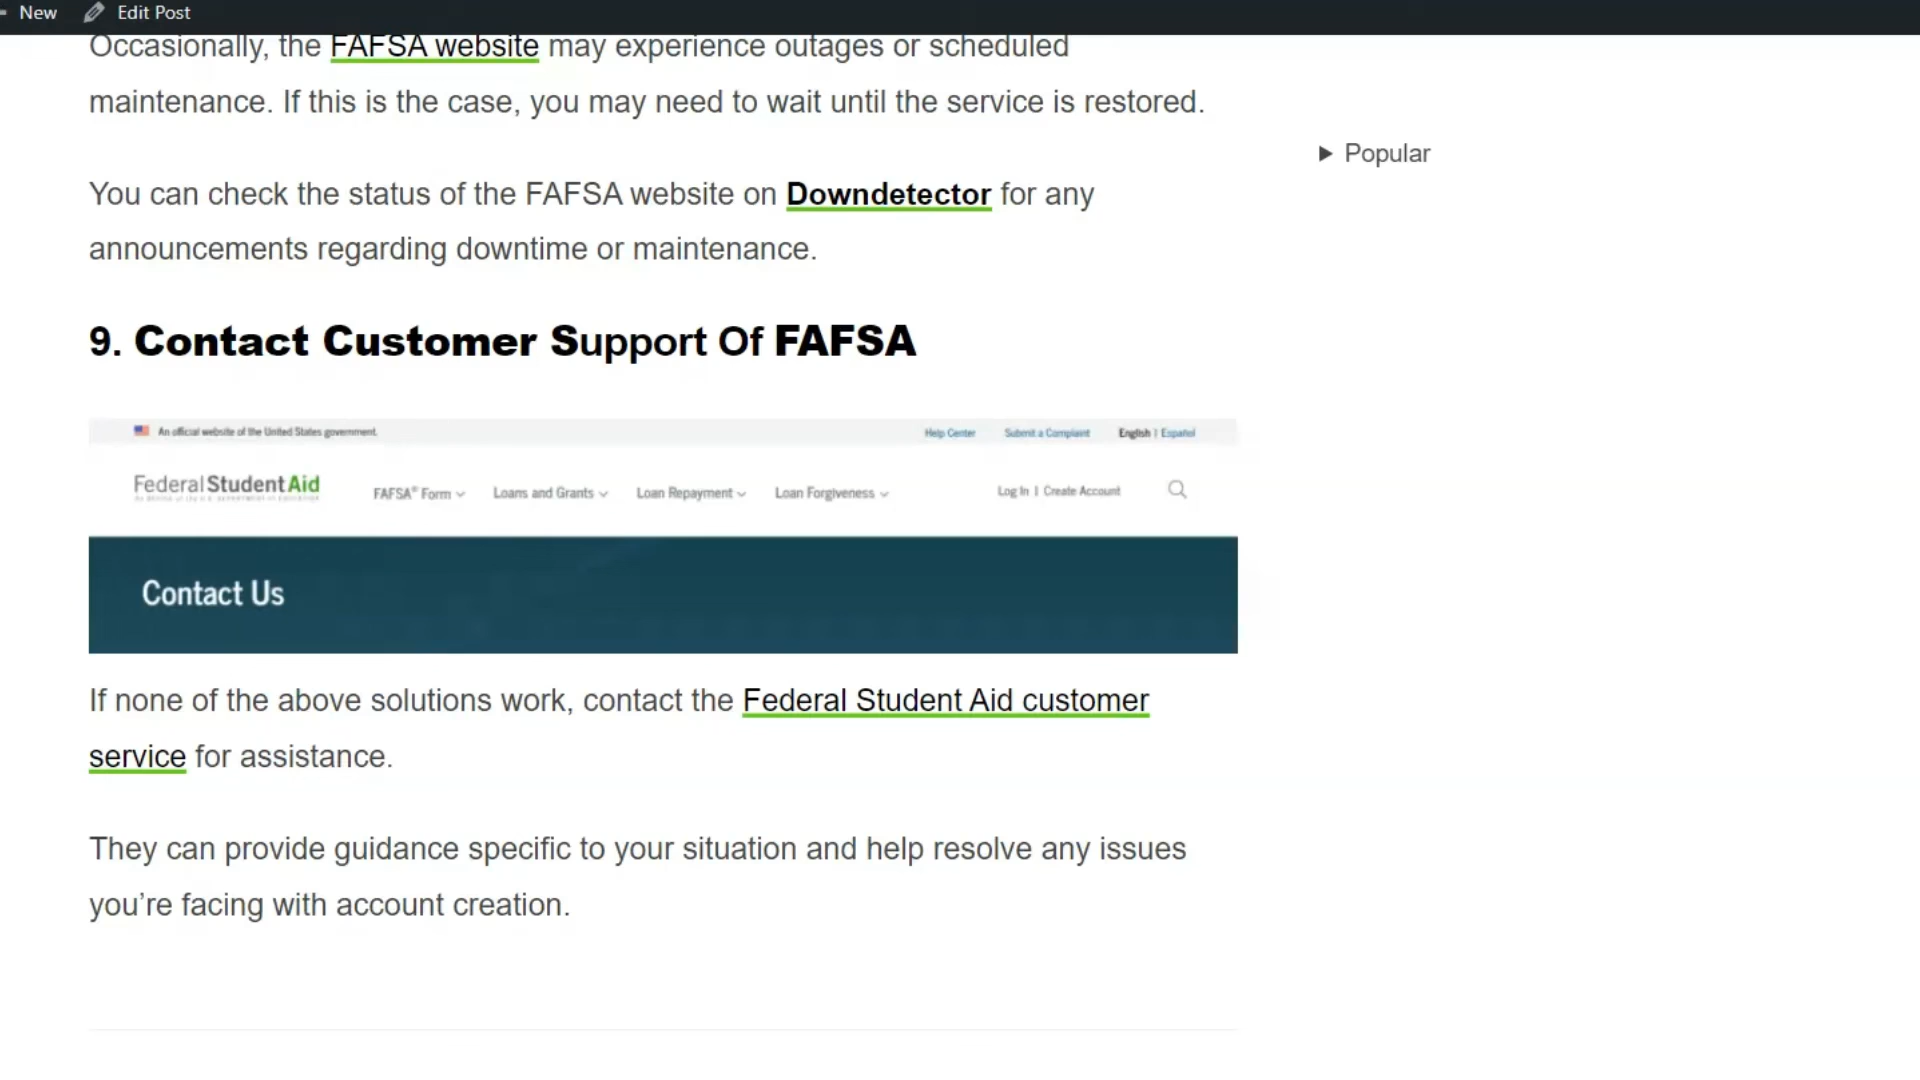 New Edit Post
Occasionally, the FAFSA website may experience outages or scheduled
maintenance. If this is the case, you may need to wait until the service is restored.
Popular
You can check the status of the FAFSA website on Downdetector for any
announcements regarding downtime or maintenance.
9. Contact Customer Support Of FAFSA
An official website of the United States government.
Help Center Submit a Complaint English | Español
Federal Student Aid
FAFSA® Form Loans and Grants Loan Repayment Loan Forgiveness Log In | Create Account
Contact Us
If none of the above solutions work, contact the Federal Student Aid customer
service for assistance.
They can provide guidance specific to your situation and help resolve any issues
you’re facing with account creation.